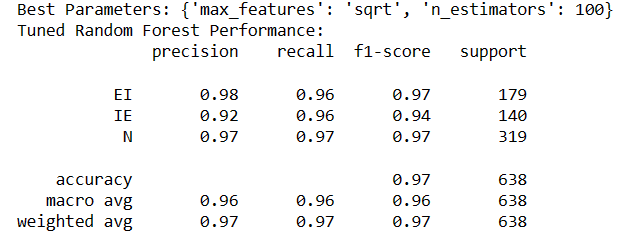 Best Parameters: {'max_features': 'sqrt', 'n_estimators': 100}
Tuned Random Forest Performance:
precision recall f1-score support
EI 0.98 0.96 0.97 179
IE 0.92 0.96 0.94 140
N 0.97 0.97 0.97 319
accuracy 0.97 638
macro avg 0.96 0.96 0.96 638
weighted avg 0.97 0.97 0.97 638